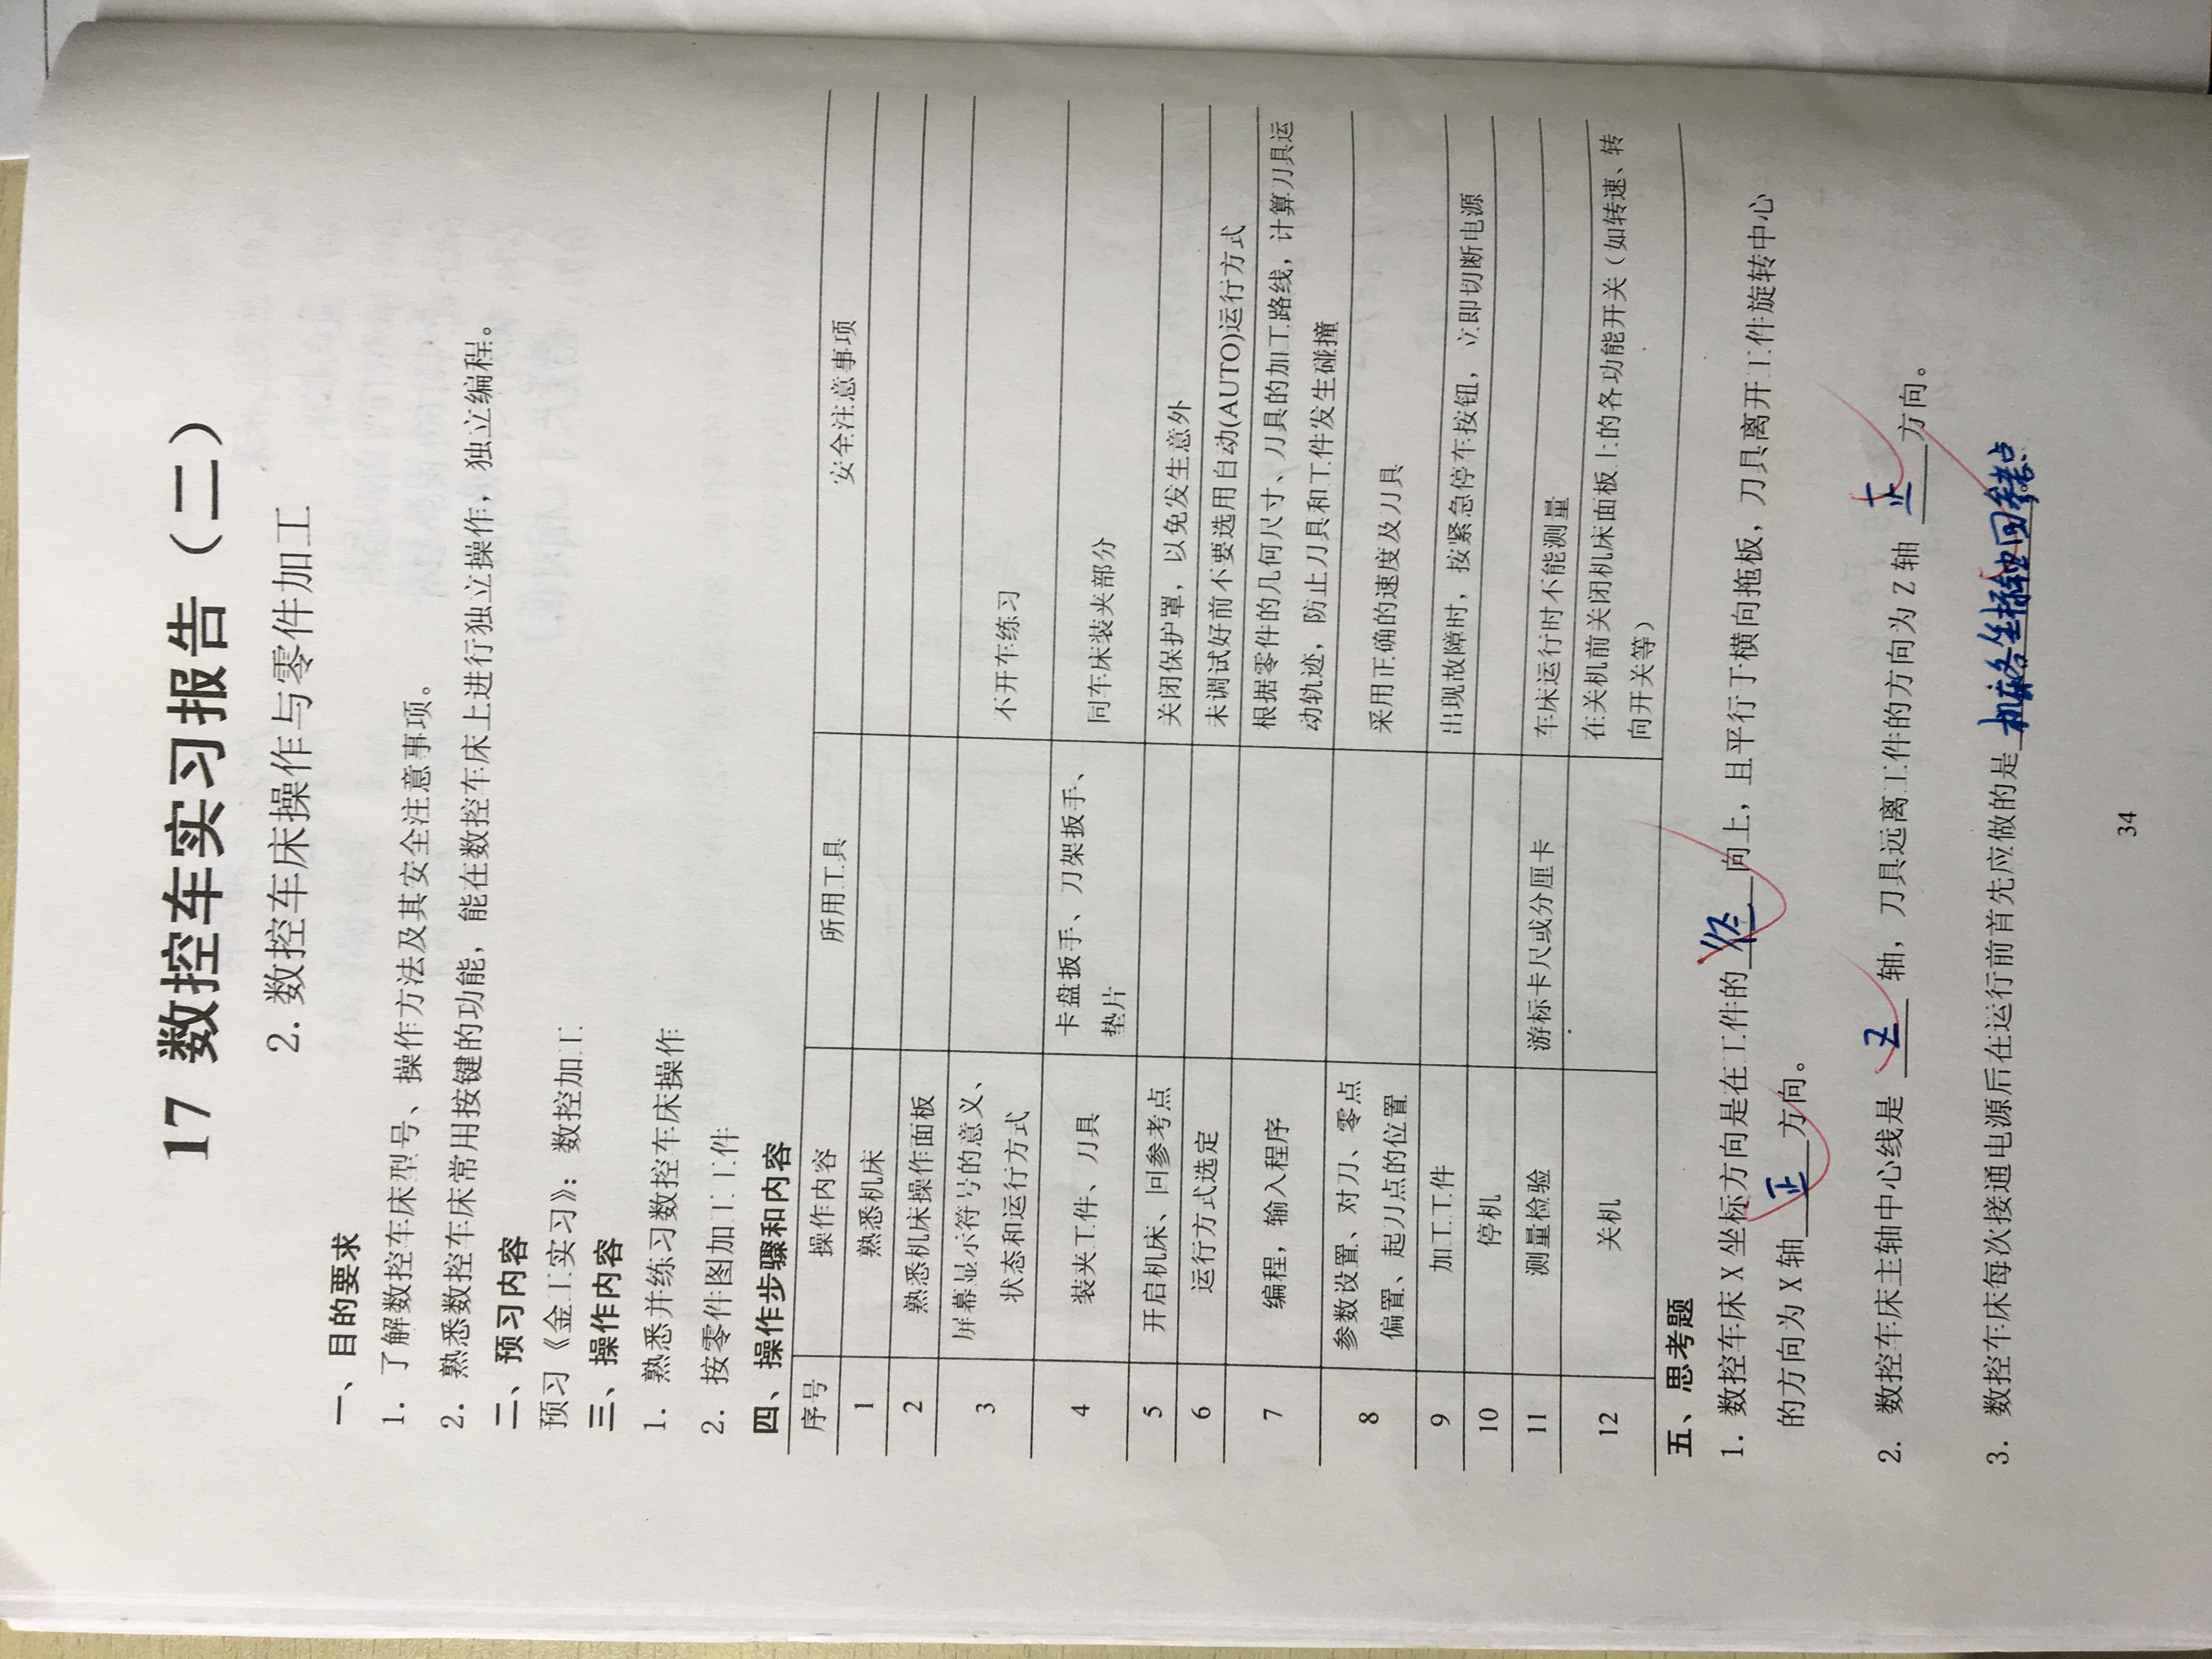 17 数控车实习报告（二）
2. 数控车床操作与零件加工
一、目的要求
1. 了解数控车床型号、操作方法及其安全注意事项。
2. 熟悉数控车床常用按键的功能，能在数控车床上进行独立操作，独立编程。
二、预习内容
预习《金工实习》：数控加工
三、操作内容
1. 熟悉并练习数控车床操作
2. 按零件图加工工件
四、操作步骤和内容
序号 操作内容 所用工具 安全注意事项
1 熟悉机床
2 熟悉机床操作面板
3 屏幕显示符号的意义、
状态和运行方式 不开车练习
4 装夹工件、刀具 卡盘扳手、刀架扳手、
垫片 同车床装夹部分
5 开启机床、回参考点 关闭保护罩，以免发生意外
6 运行方式选定 未调试好前不要选用自动(AUTO)运行方式
7 编程，输入程序 根据零件的几何尺寸、刀具的加工路线，计算刀具运
动轨迹，防止刀具和工件发生碰撞
8 参数设置、对刀、零点
偏置、起刀点的位置 采用正确的速度及刀具
9 加工工件 出现故障时，按紧急停车按钮，立即切断电源
10 停机
11 测量检验 游标卡尺或分厘卡 车床运行时不能测量
12 关机 在关机前关闭机床面板上的各功能开关（如转速、转
向开关等）
五、思考题
1. 数控车床 X 坐标方向是在工件的 径 向上，且平行于横向拖板，刀具离开工件旋转中心
的方向为 X 轴 正 方向。
2. 数控车床主轴中心线是 Z 轴，刀具远离工件的方向为 Z 轴 正 方向。
3. 数控车床每次接通电源后在运行前首先应做的是 机床各坐标轴回参考点
34